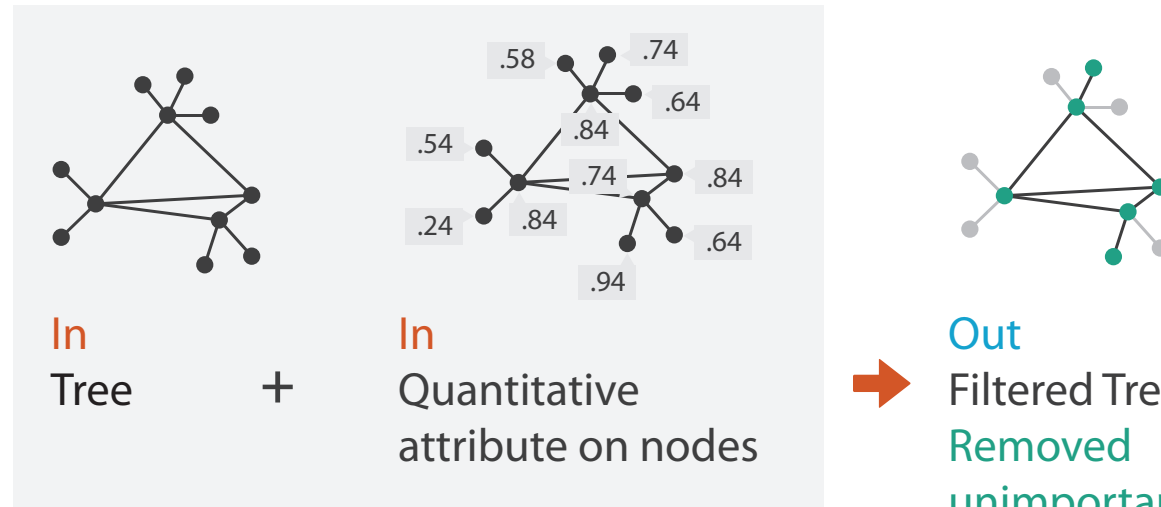 .58
.74
.64
.84
.54
.74
.84
.24
.84
.64
.94
In
Tree
+
In
Quantitative
attribute on nodes
Out
Filtered Tre
Removed